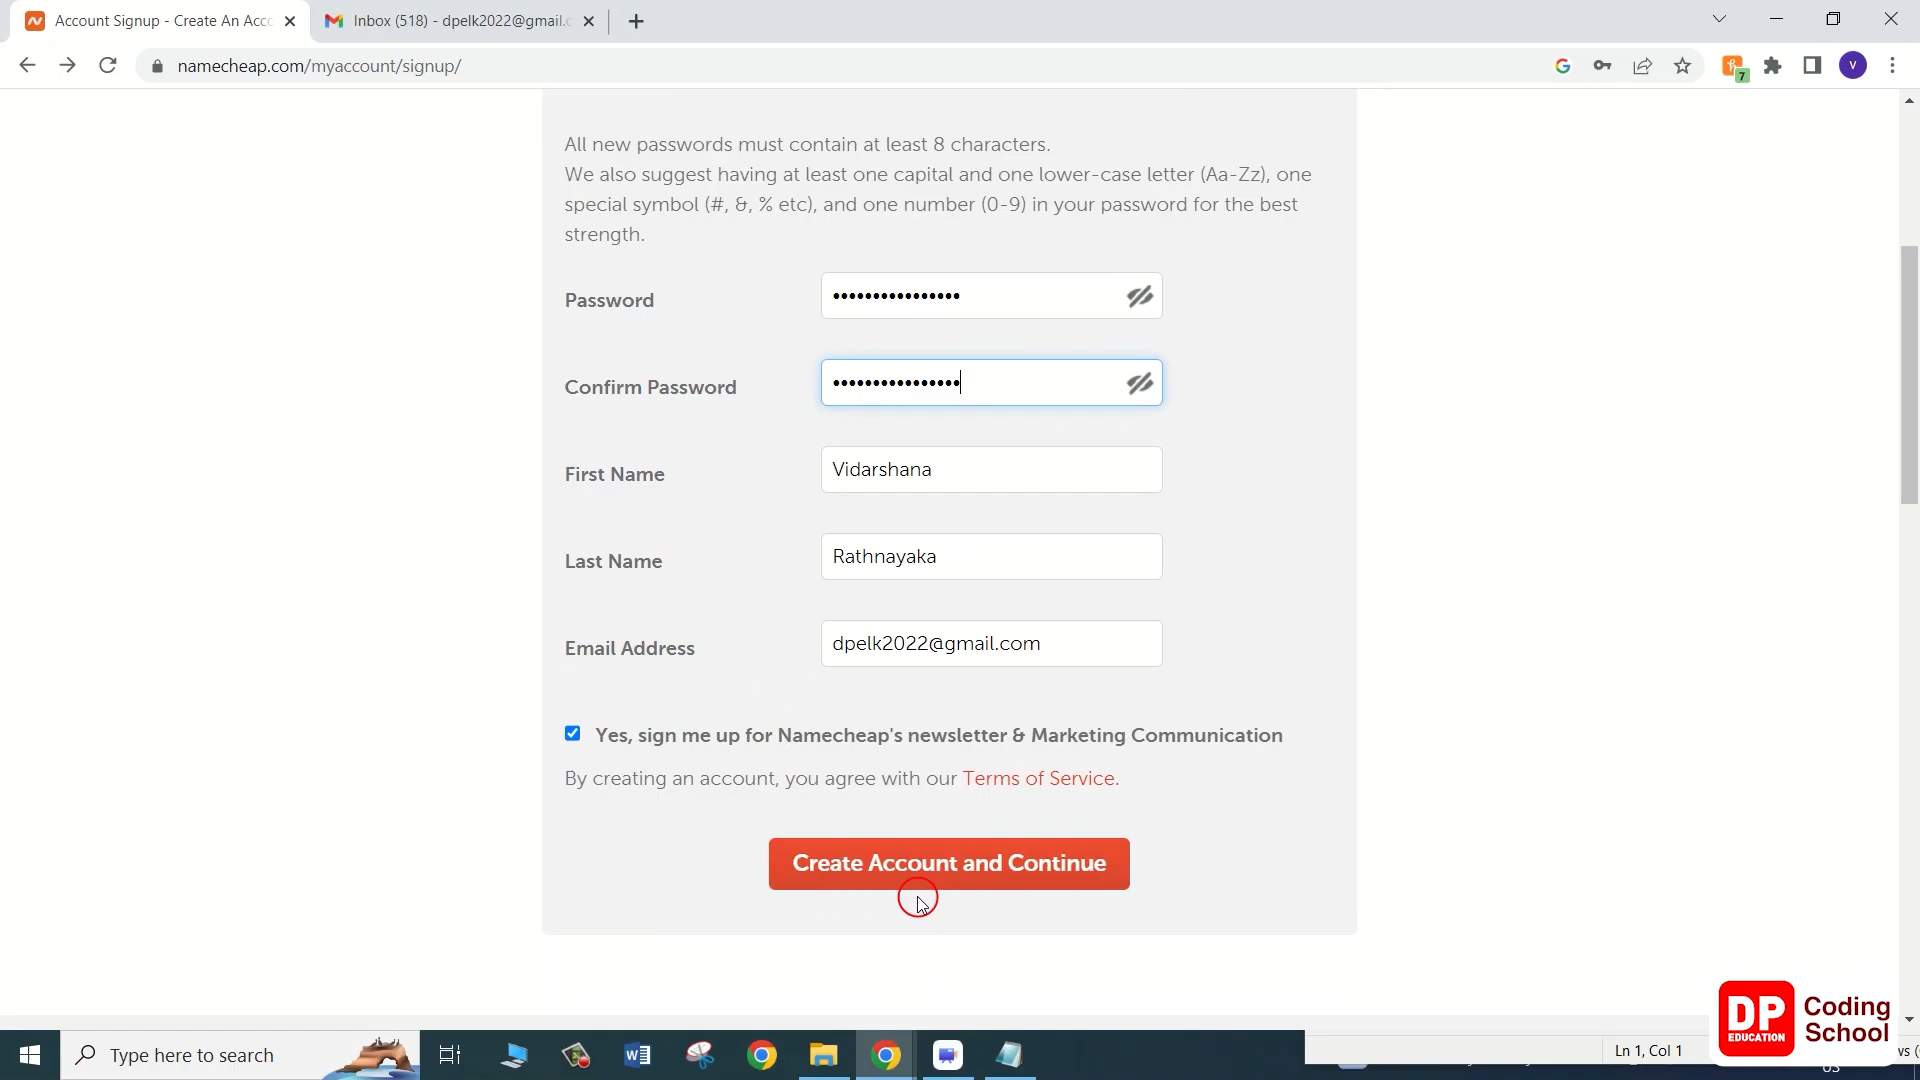 Account Signup - Create An Acc
Inbox (518) - dpelk2022@gmail.c
namecheap.com/myaccount/signup/
7
V
All new passwords must contain at least 8 characters.
We also suggest having at least one capital and one lower-case letter (Aa-Zz), one
special symbol (#, &, % etc), and one number (0-9) in your password for the best
strength.
Password
••••••••••••••••
Confirm Password
••••••••••••••••
First Name
Vidarshana
Last Name
Rathnayaka
Email Address
dpelk2022@gmail.com
Yes, sign me up for Namecheap's newsletter & Marketing Communication
By creating an account, you agree with our Terms of Service.
Create Account and Continue
DP
EDUCATION
Coding
School
Type here to search
Ln 1, Col 1